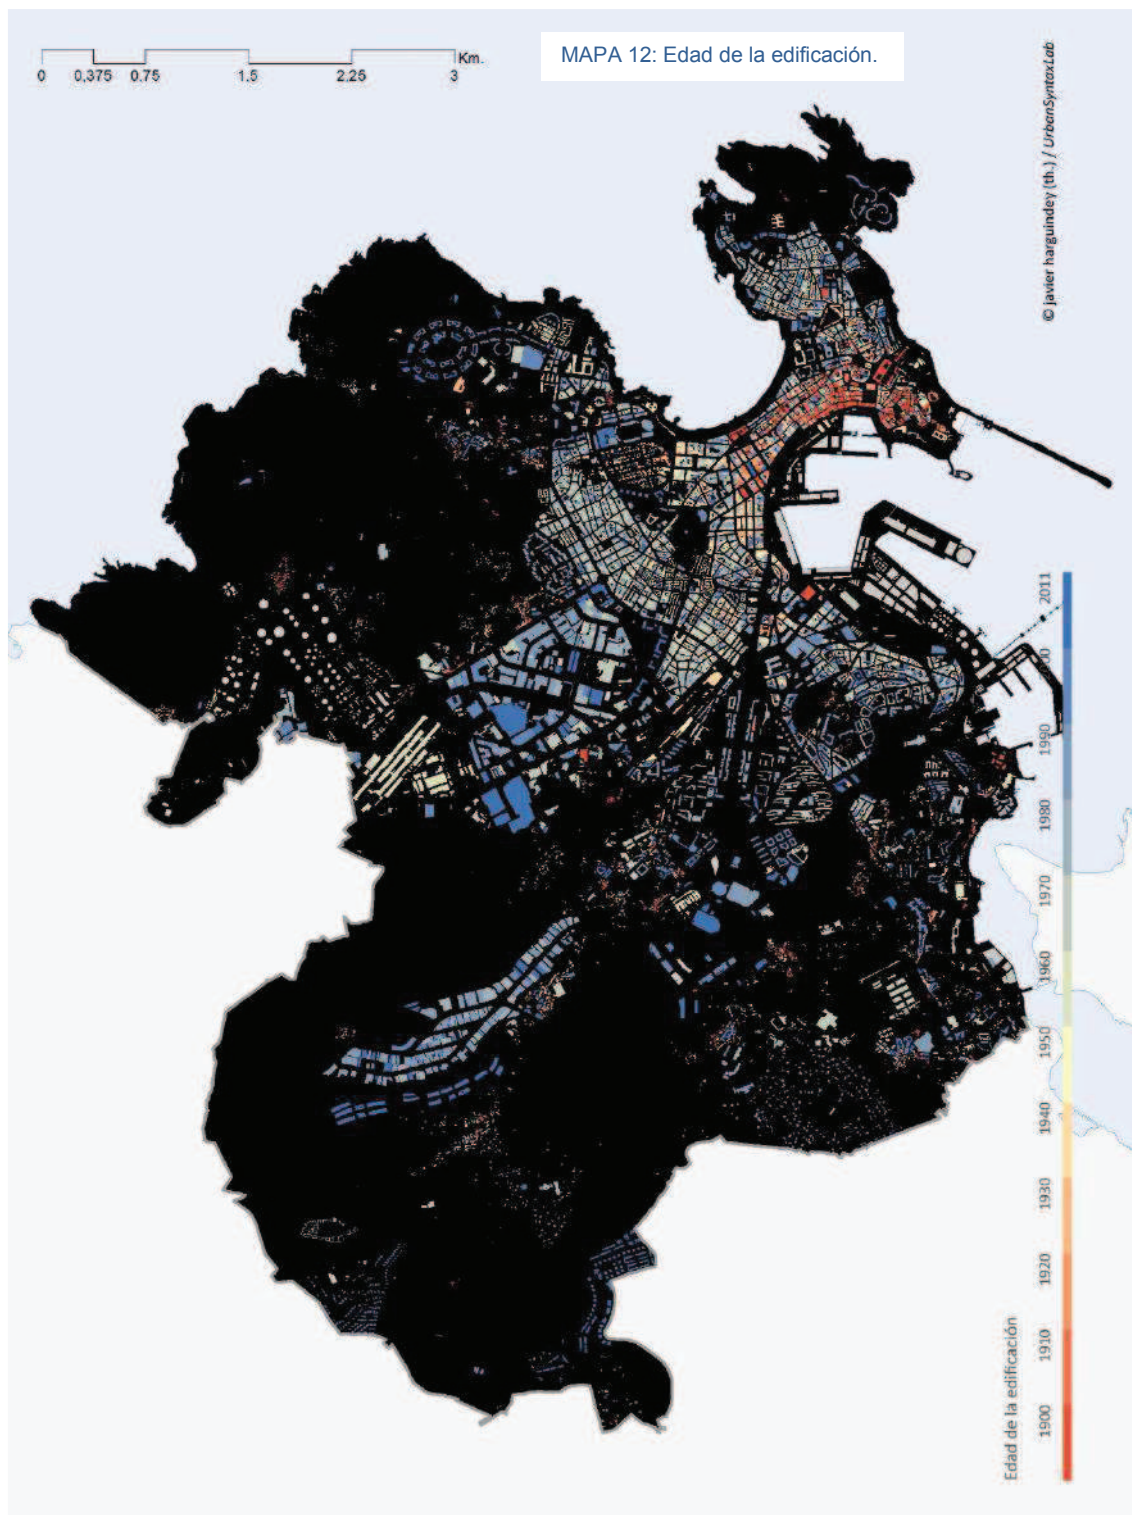 MAPA 12: Edad de la edificación.
Km.
0 0,375 0.75 1.5 2.25 3
© javier harguindey (th.) / UrbanSyntaxLab
Edad de la edificación
1900 1910 1920 1930 1940 1950 1960 1970 1980 1990 2011